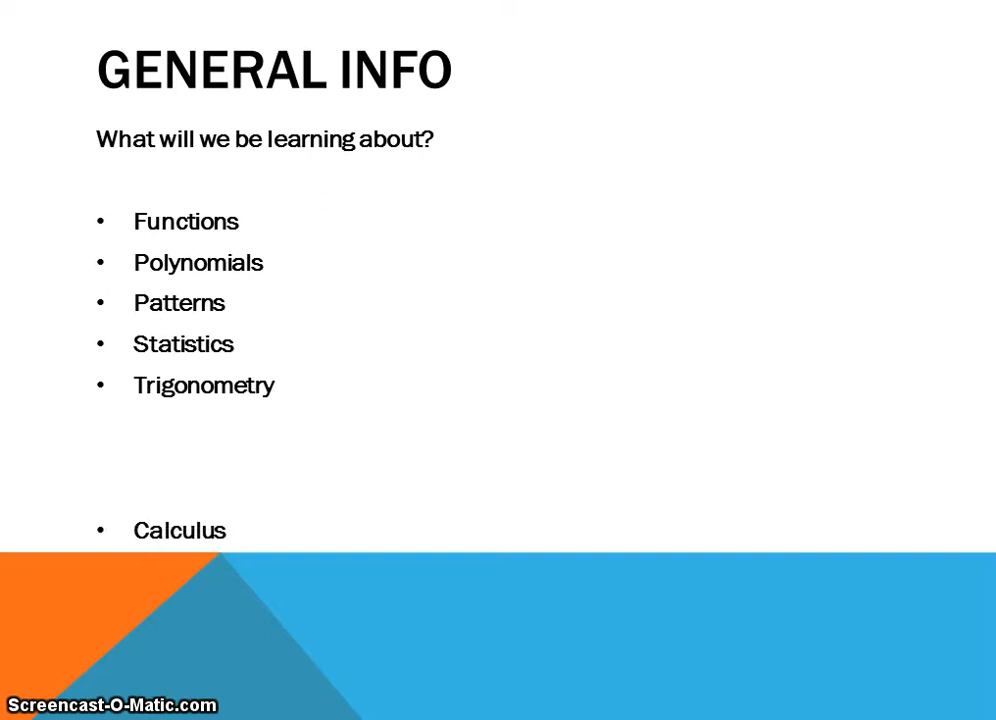 GENERAL INFO
What will we be learning about?
• Functions
• Polynomials
• Patterns
• Statistics
• Trigonometry
• Calculus
Screencast-O-Matic.com